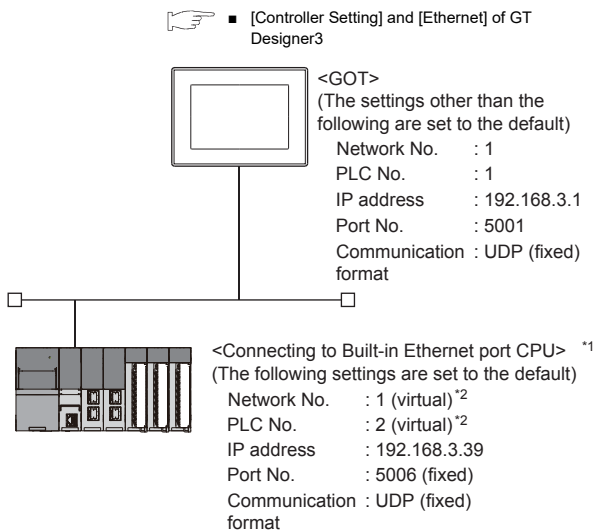 ■ [Controller Setting] and [Ethernet] of GT
Designer3
<GOT>
(The settings other than the
following are set to the default)
Network No. : 1
PLC No. : 1
IP address : 192.168.3.1
Port No. : 5001
Communication : UDP (fixed)
format
<Connecting to Built-in Ethernet port CPU> *1
(The following settings are set to the default)
Network No. : 1 (virtual)*2
PLC No. : 2 (virtual)*2
IP address : 192.168.3.39
Port No. : 5006 (fixed)
Communication : UDP (fixed)
format